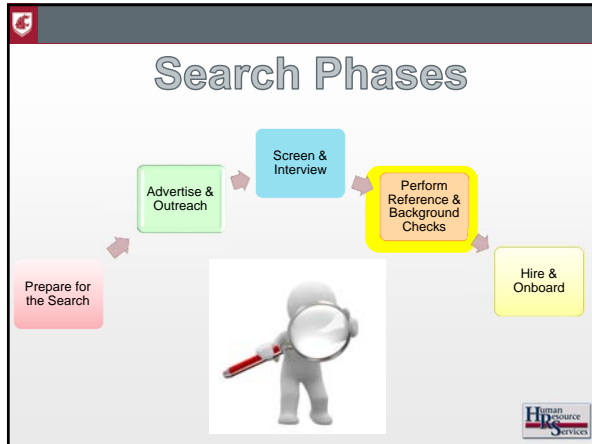 Search Phases
Prepare for
the Search
Advertise &
Outreach
Screen &
Interview
Perform
Reference &
Background
Checks
Hire &
Onboard
Human
Resource
Services